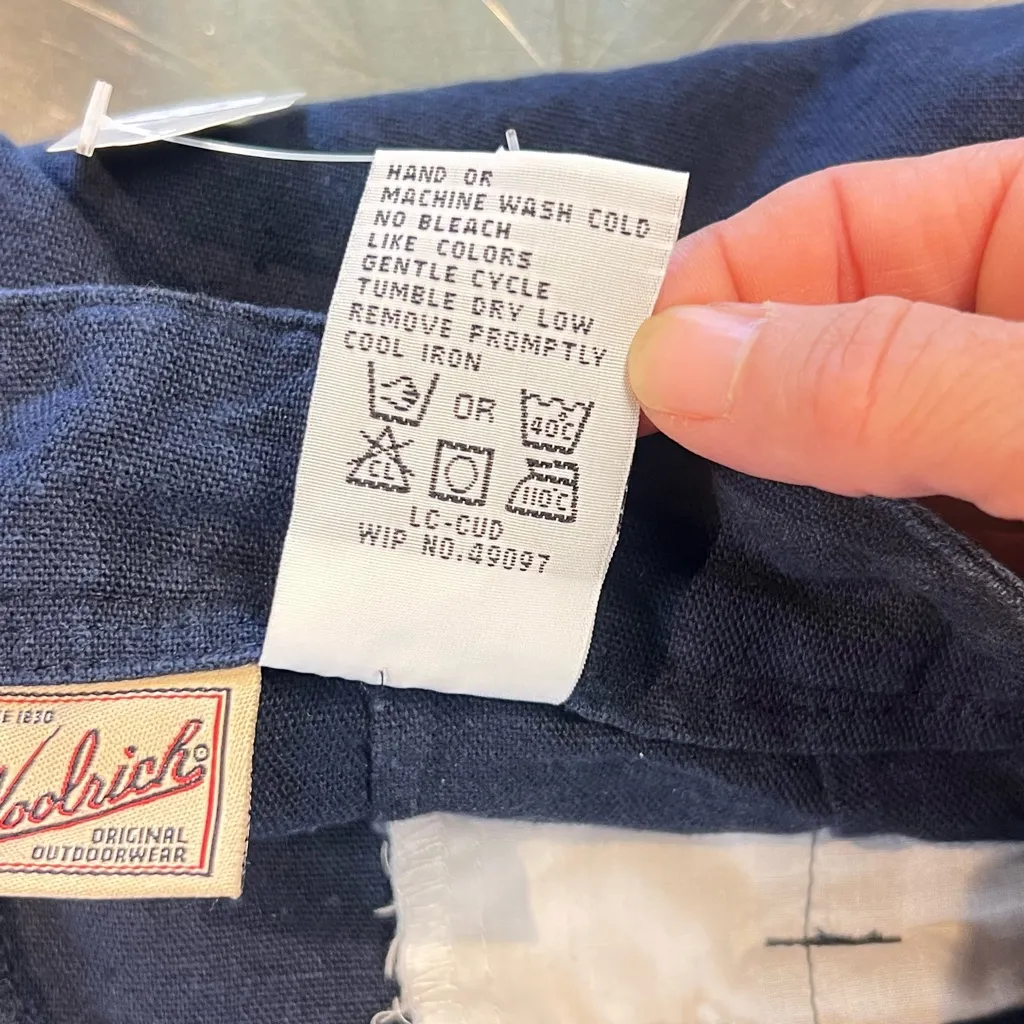 HAND OR
MACHINE WASH COLD
NO BLEACH
LIKE COLORS
GENTLE CYCLE
TUMBLE DRY LOW
REMOVE PROMPTLY
COOL IRON
OR 40C
CL 110C
LC-CUD
WIP NO.49097
1830
Woolrich®
ORIGINAL
OUTDOORWEAR